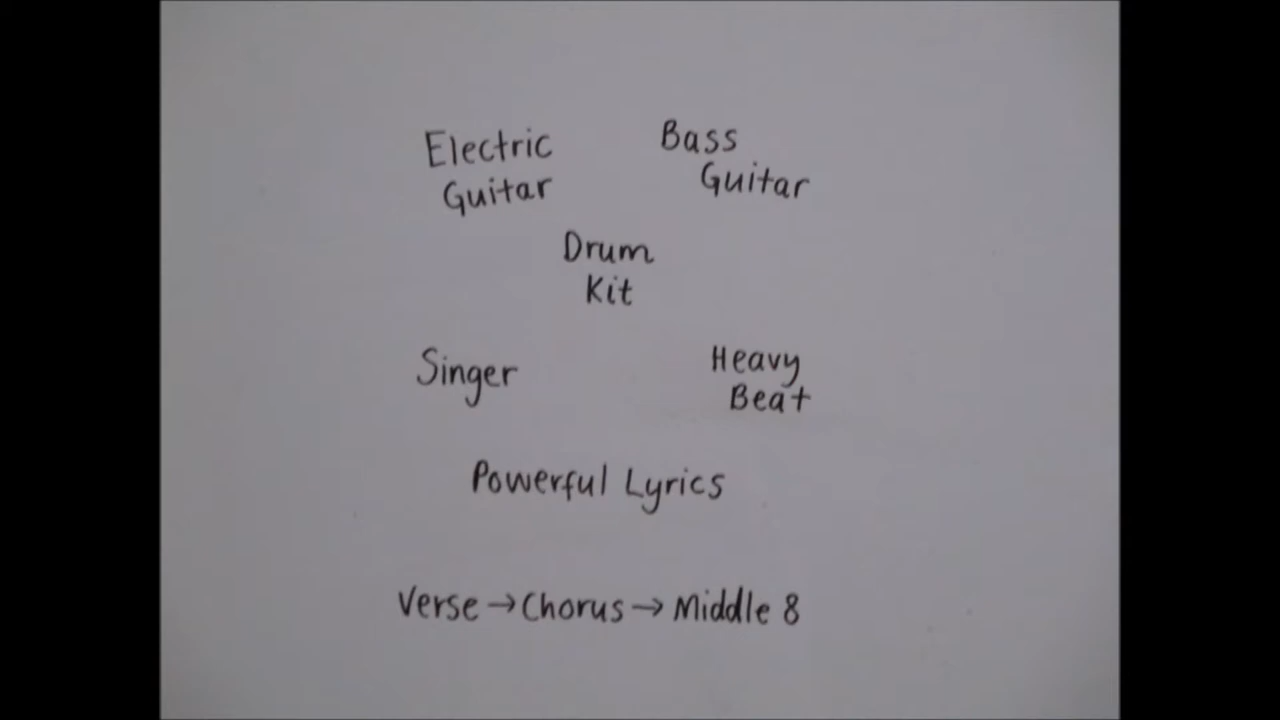 Electric
Guitar
Bass
Guitar
Drum
Kit
Singer
Heavy
Beat
Powerful Lyrics
Verse → Chorus → Middle 8